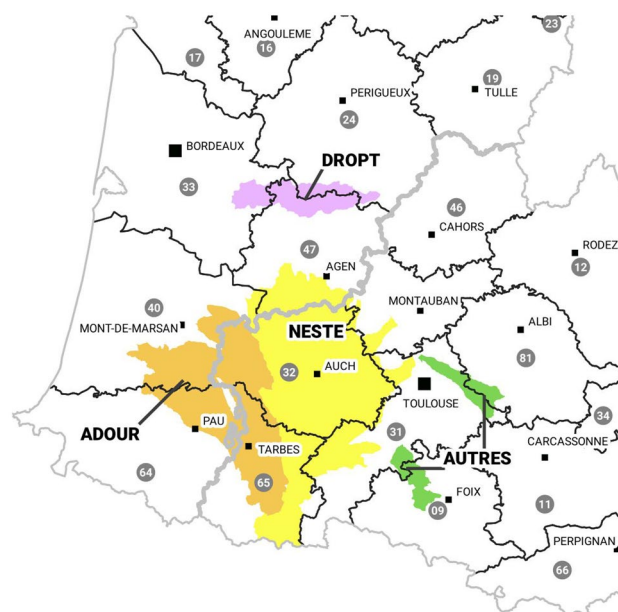 23
ANGOULEME
16
17
19
TULLE
PERIGUEUX
24
BORDEAUX
DROPT
33
46
CAHORS
47
RODEZ
12
AGEN
40
MONTAUBAN
ALBI
MONT-DE-MARSAN
NESTE
81
32
AUCH
TOULOUSE
34
PAU
ADOUR
31
CARCASSONNE
TARBES
AUTRES
64
65
FOIX
09
11
PERPIGNAN
66